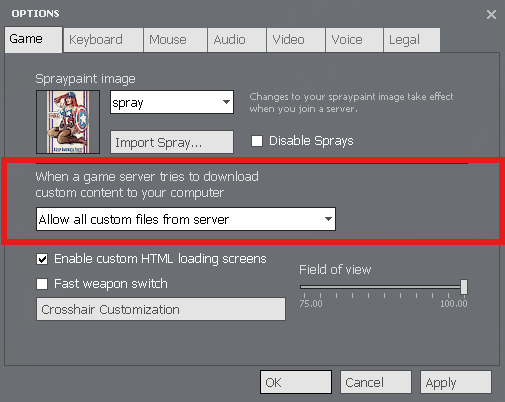 OPTIONS
Game Keyboard Mouse Audio Video Voice Legal
Spraypaint image
spray
Changes to your spraypaint image take effect
when you join a server.
Import Spray...
Disable Sprays
When a game server tries to download
custom content to your computer
Allow all custom files from server
Enable custom HTML loading screens
Fast weapon switch
Field of view
75.00 100.00
Crosshair Customization
OK Cancel Apply